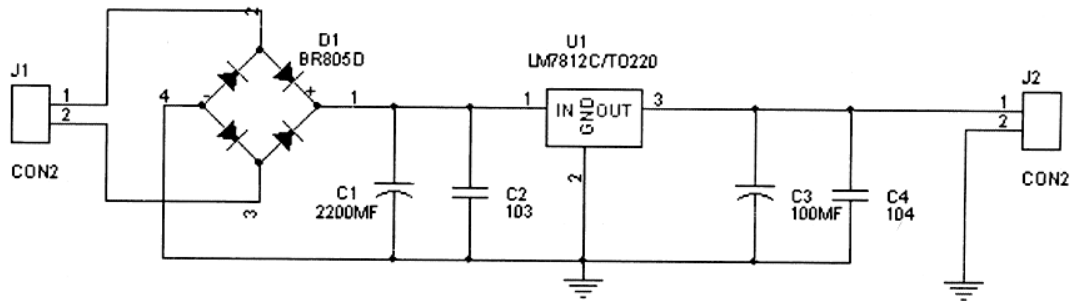 J1
1
2
CON2
2
4
3
D1
BR805D
-
+
1
C1
2200MF
C2
103
U1
LM7812C/TO220
1
IN
GND
OUT
3
2
C3
100MF
C4
104
J2
1
2
CON2